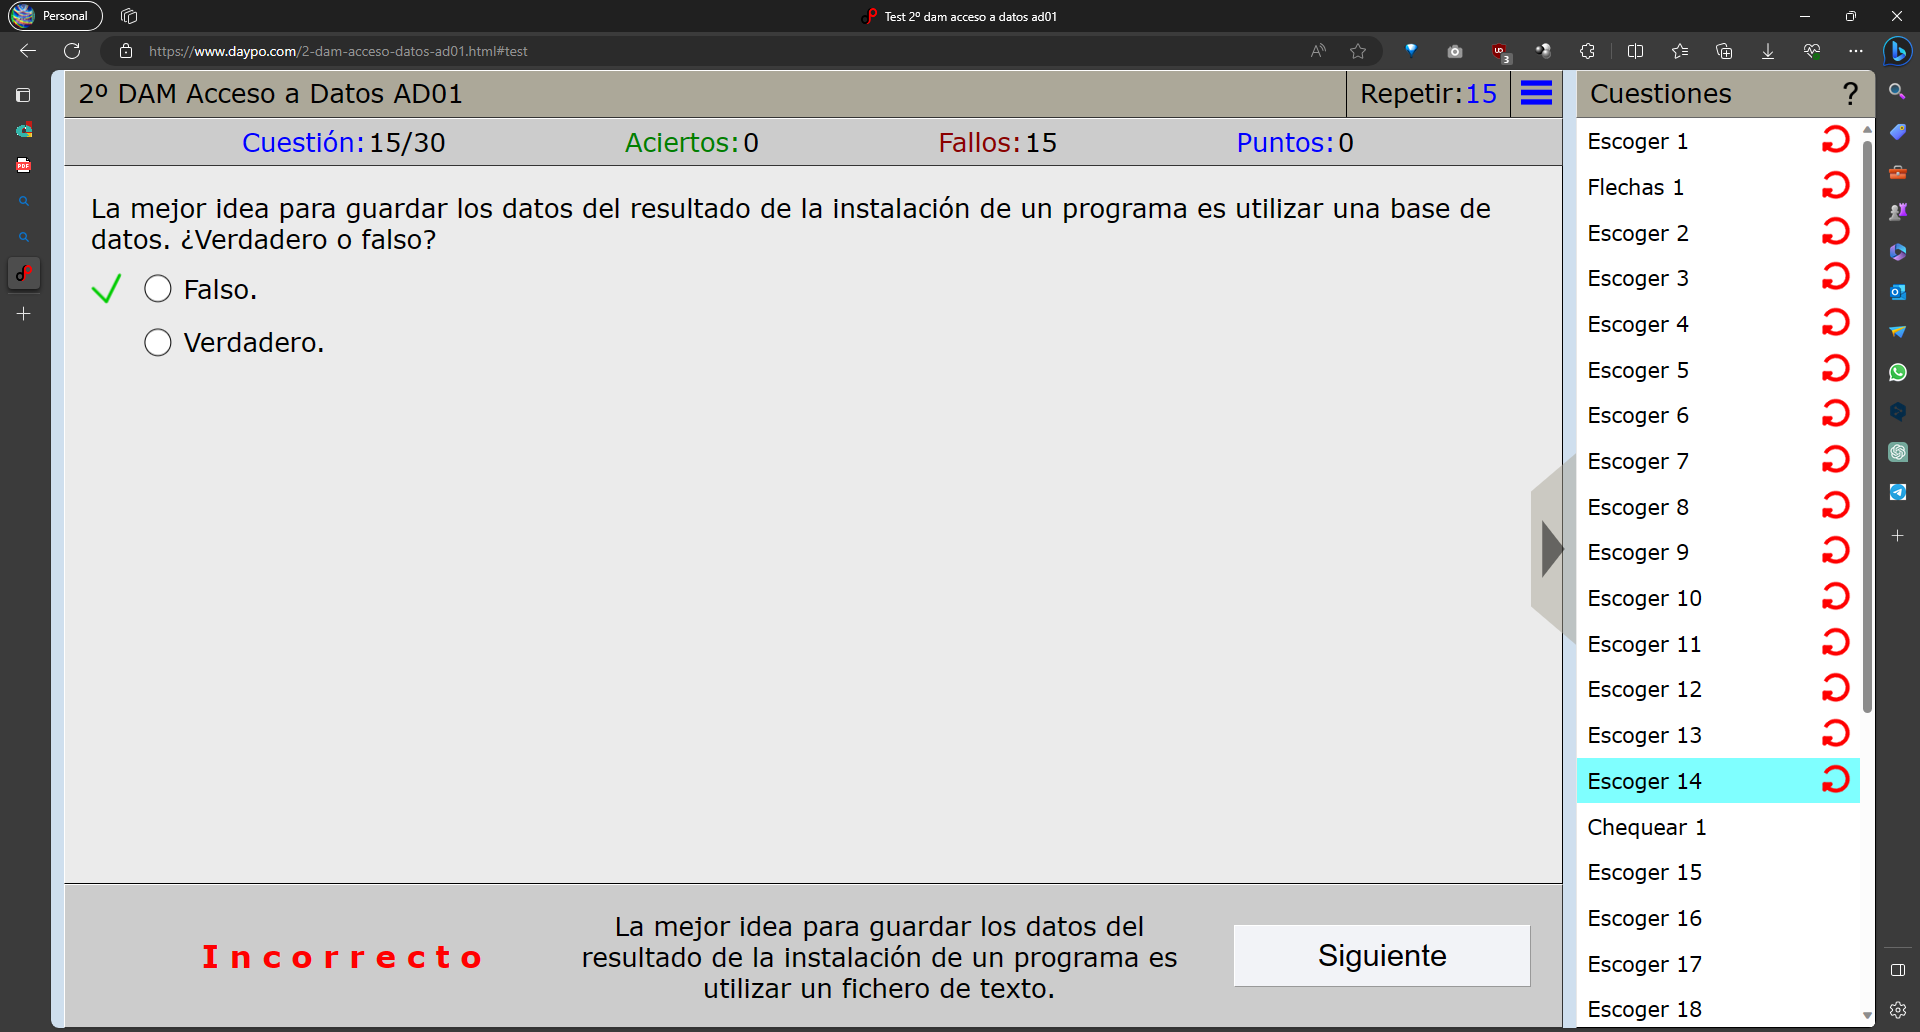 Personal
Test 2º dam acceso a datos ad01
https://www.daypo.com/2-dam-acceso-datos-ad01.html#test
2º DAM Acceso a Datos AD01
Repetir:15
Cuestiones
?
Cuestión:15/30
Aciertos:0
Fallos:15
Puntos:0
La mejor idea para guardar los datos del resultado de la instalación de un programa es utilizar una base de
datos. ¿Verdadero o falso?
Falso.
Verdadero.
Incorrecto
La mejor idea para guardar los datos del
resultado de la instalación de un programa es
utilizar un fichero de texto.
Siguiente
Escoger 1
Flechas 1
Escoger 2
Escoger 3
Escoger 4
Escoger 5
Escoger 6
Escoger 7
Escoger 8
Escoger 9
Escoger 10
Escoger 11
Escoger 12
Escoger 13
Escoger 14
Chequear 1
Escoger 15
Escoger 16
Escoger 17
Escoger 18